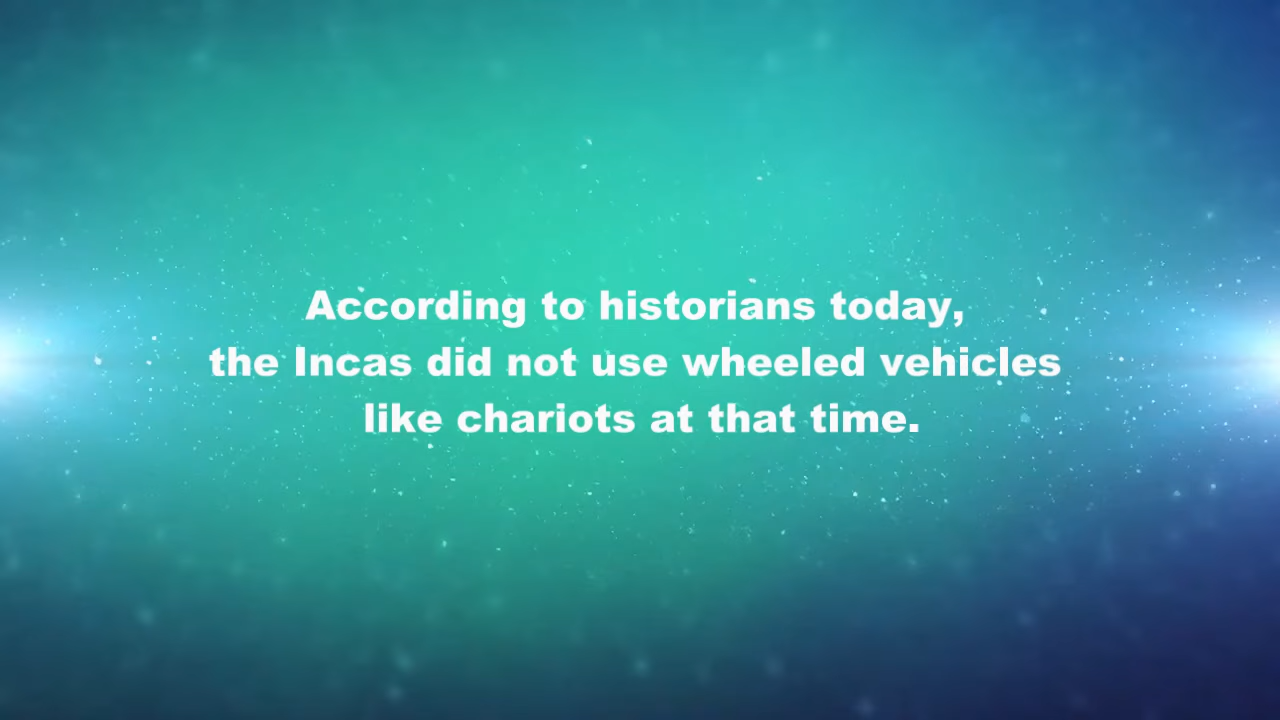 According to historians today,
the Incas did not use wheeled vehicles
like chariots at that time.